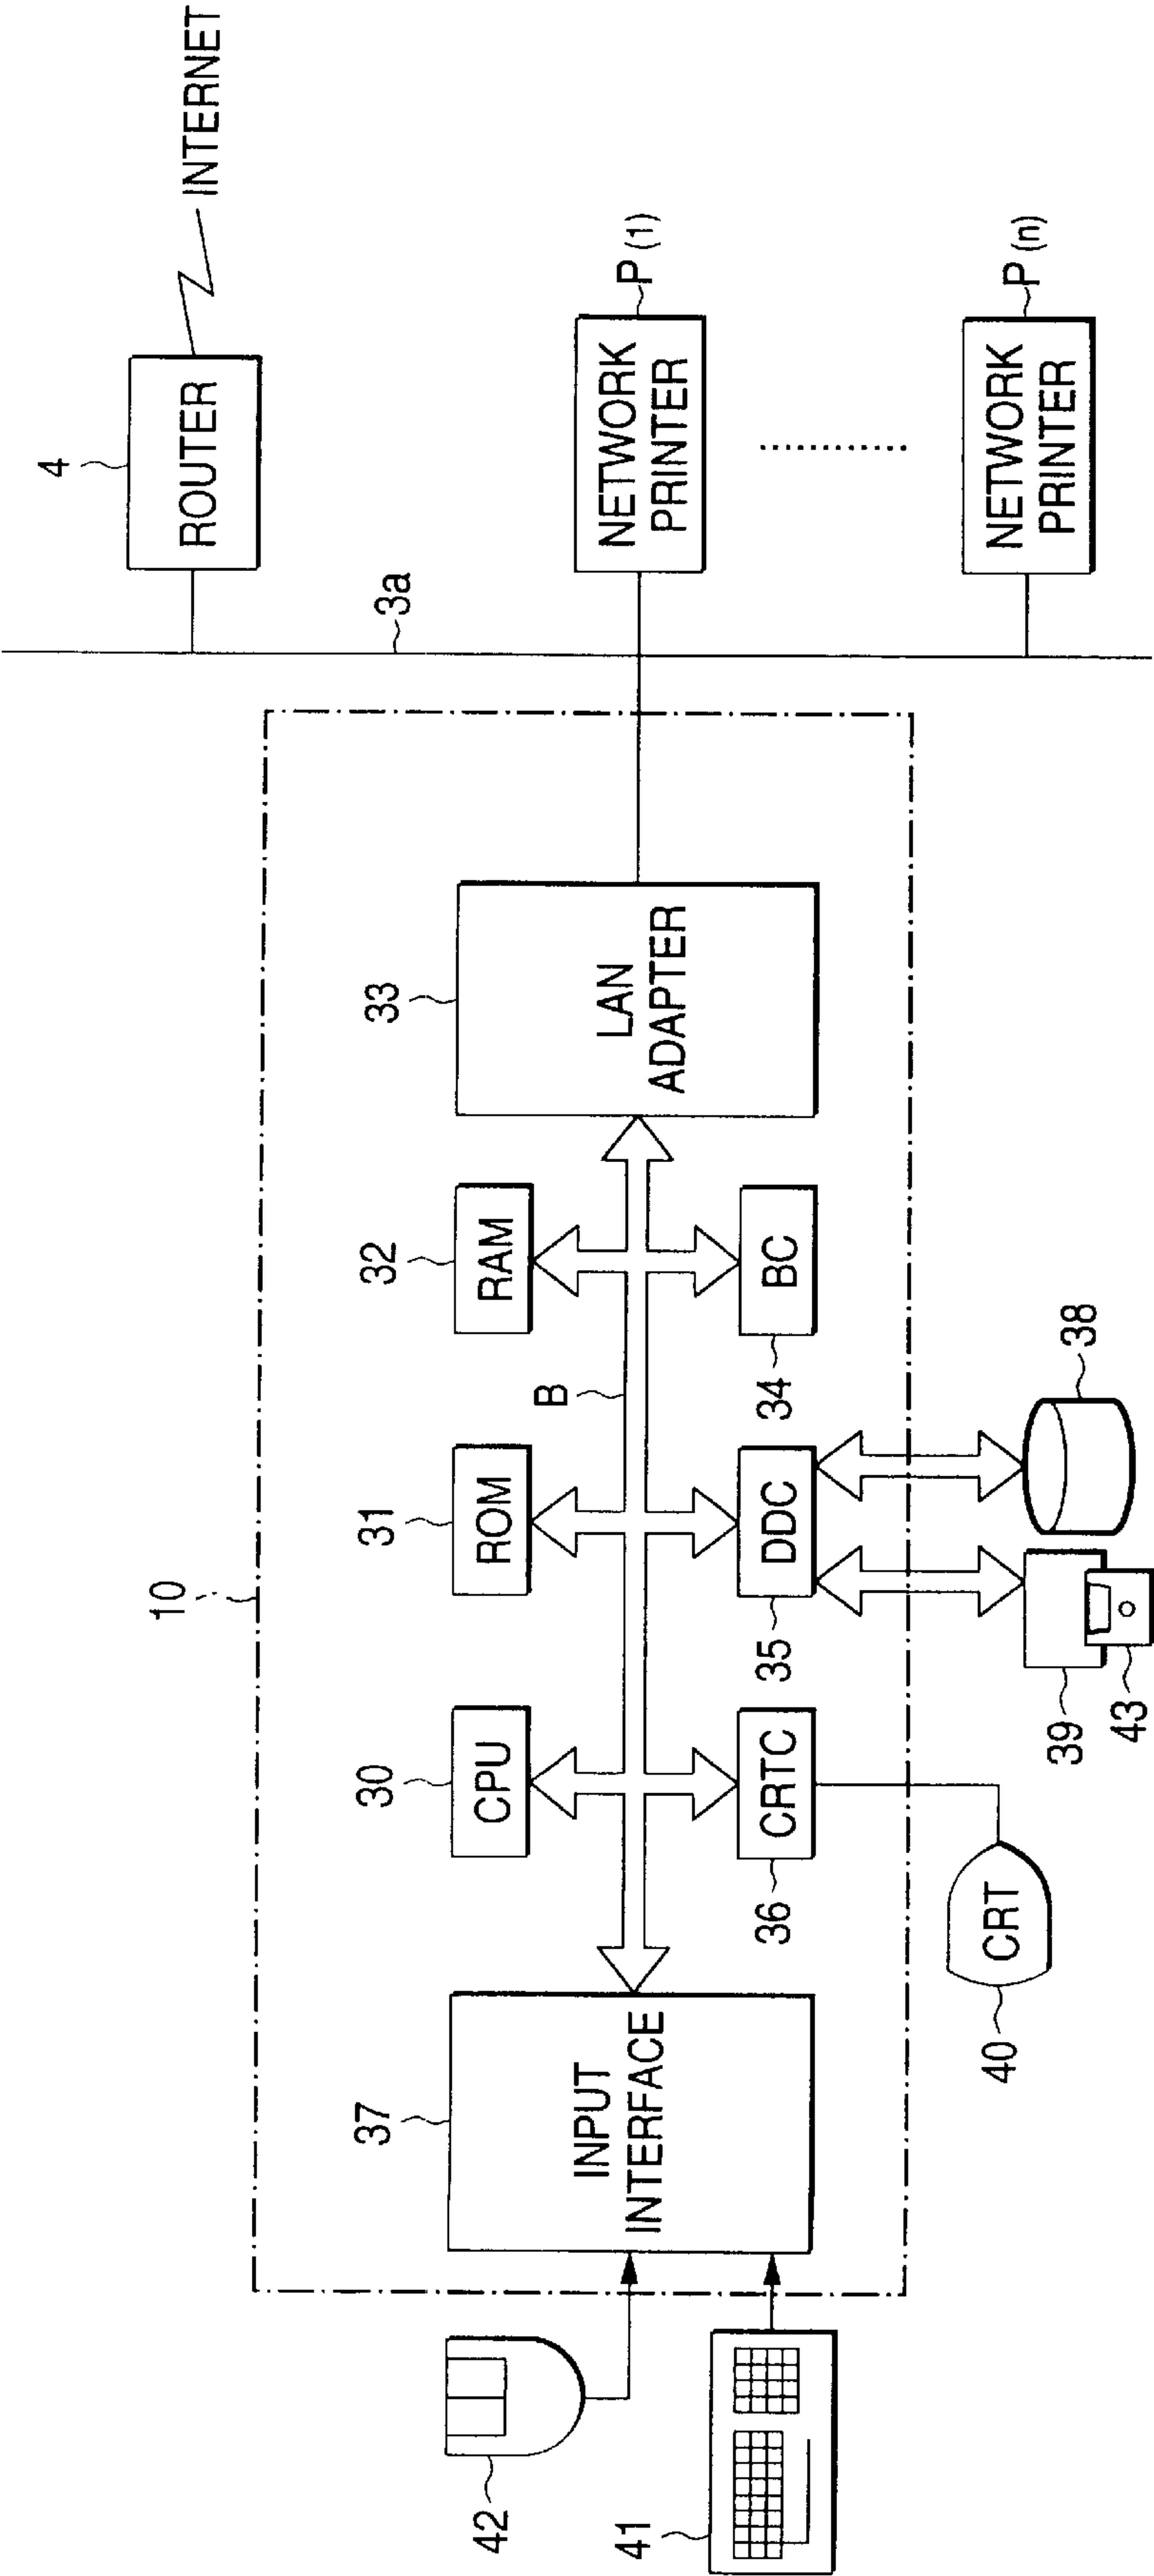 10
37
INPUT
INTERFACE
30
CPU
31
ROM
32
RAM
33
LAN
ADAPTER
B
36
CRTC
35
DDC
34
BC
42
41
40
CRT
39
43
38
3a
4
ROUTER
INTERNET
NETWORK
PRINTER
P(1)
NETWORK
PRINTER
P(n)